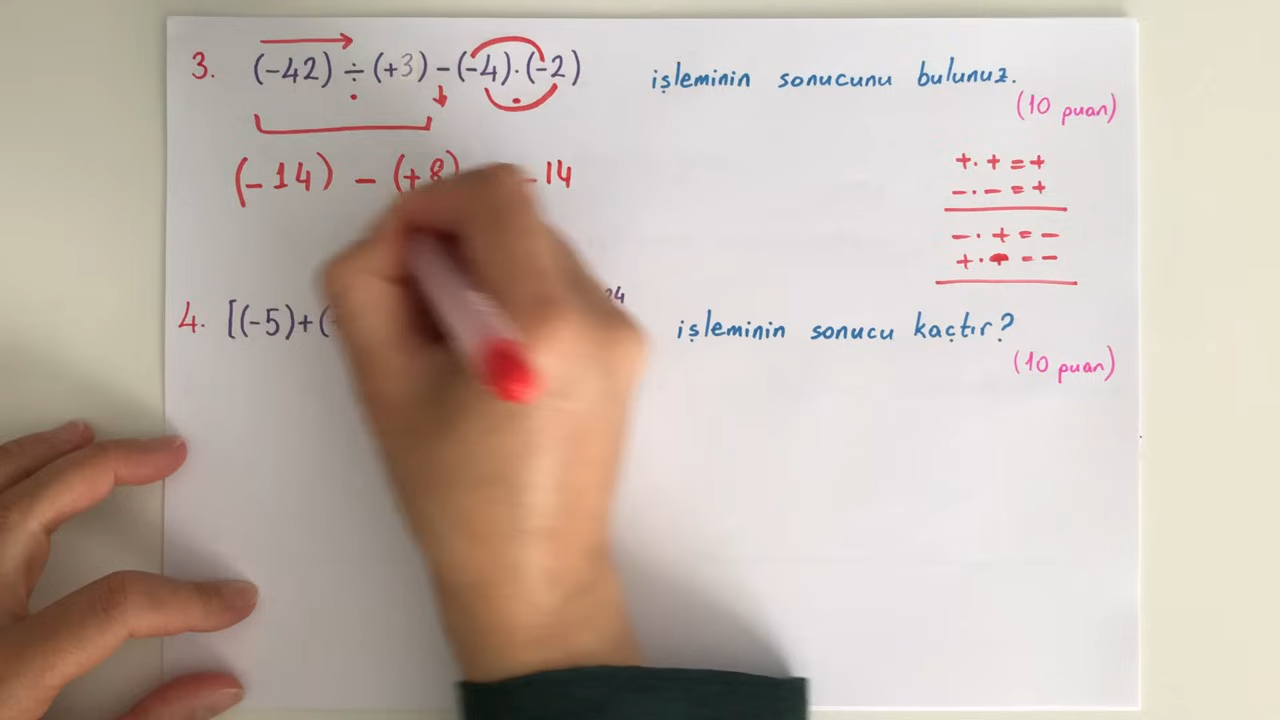 3. (-42) ÷ (+3) - (-4).(-2) işleminin sonucunu bulunuz.
(10 puan)
(-14) - (+8) -14
+.+=+
-.-=+
-.+=-
+.-=-
4. [(-5)+( 24 işleminin sonucu kaçtır?
(10 puan)